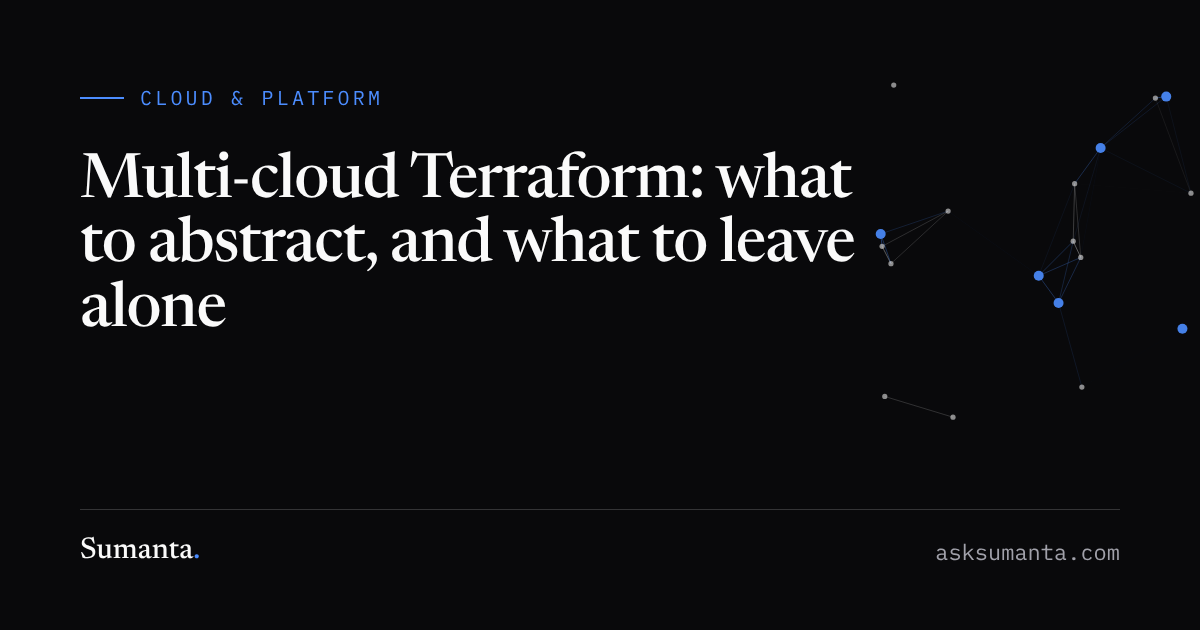 CLOUD & PLATFORM
Multi-cloud Terraform: what
to abstract, and what to leave
alone
Sumanta.
asksumanta.com